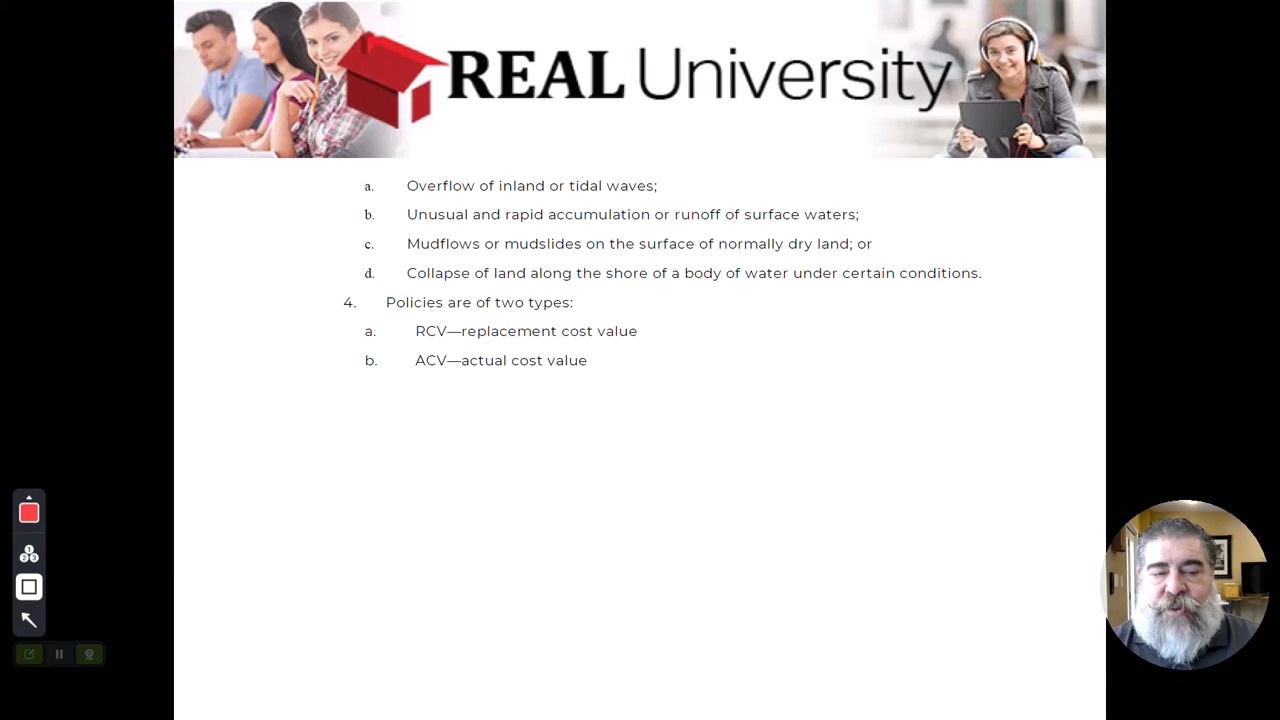 REAL University
a. Overflow of inland or tidal waves;
b. Unusual and rapid accumulation or runoff of surface waters;
c. Mudflows or mudslides on the surface of normally dry land; or
d. Collapse of land along the shore of a body of water under certain conditions.
4. Policies are of two types:
a. RCV—replacement cost value
b. ACV—actual cost value